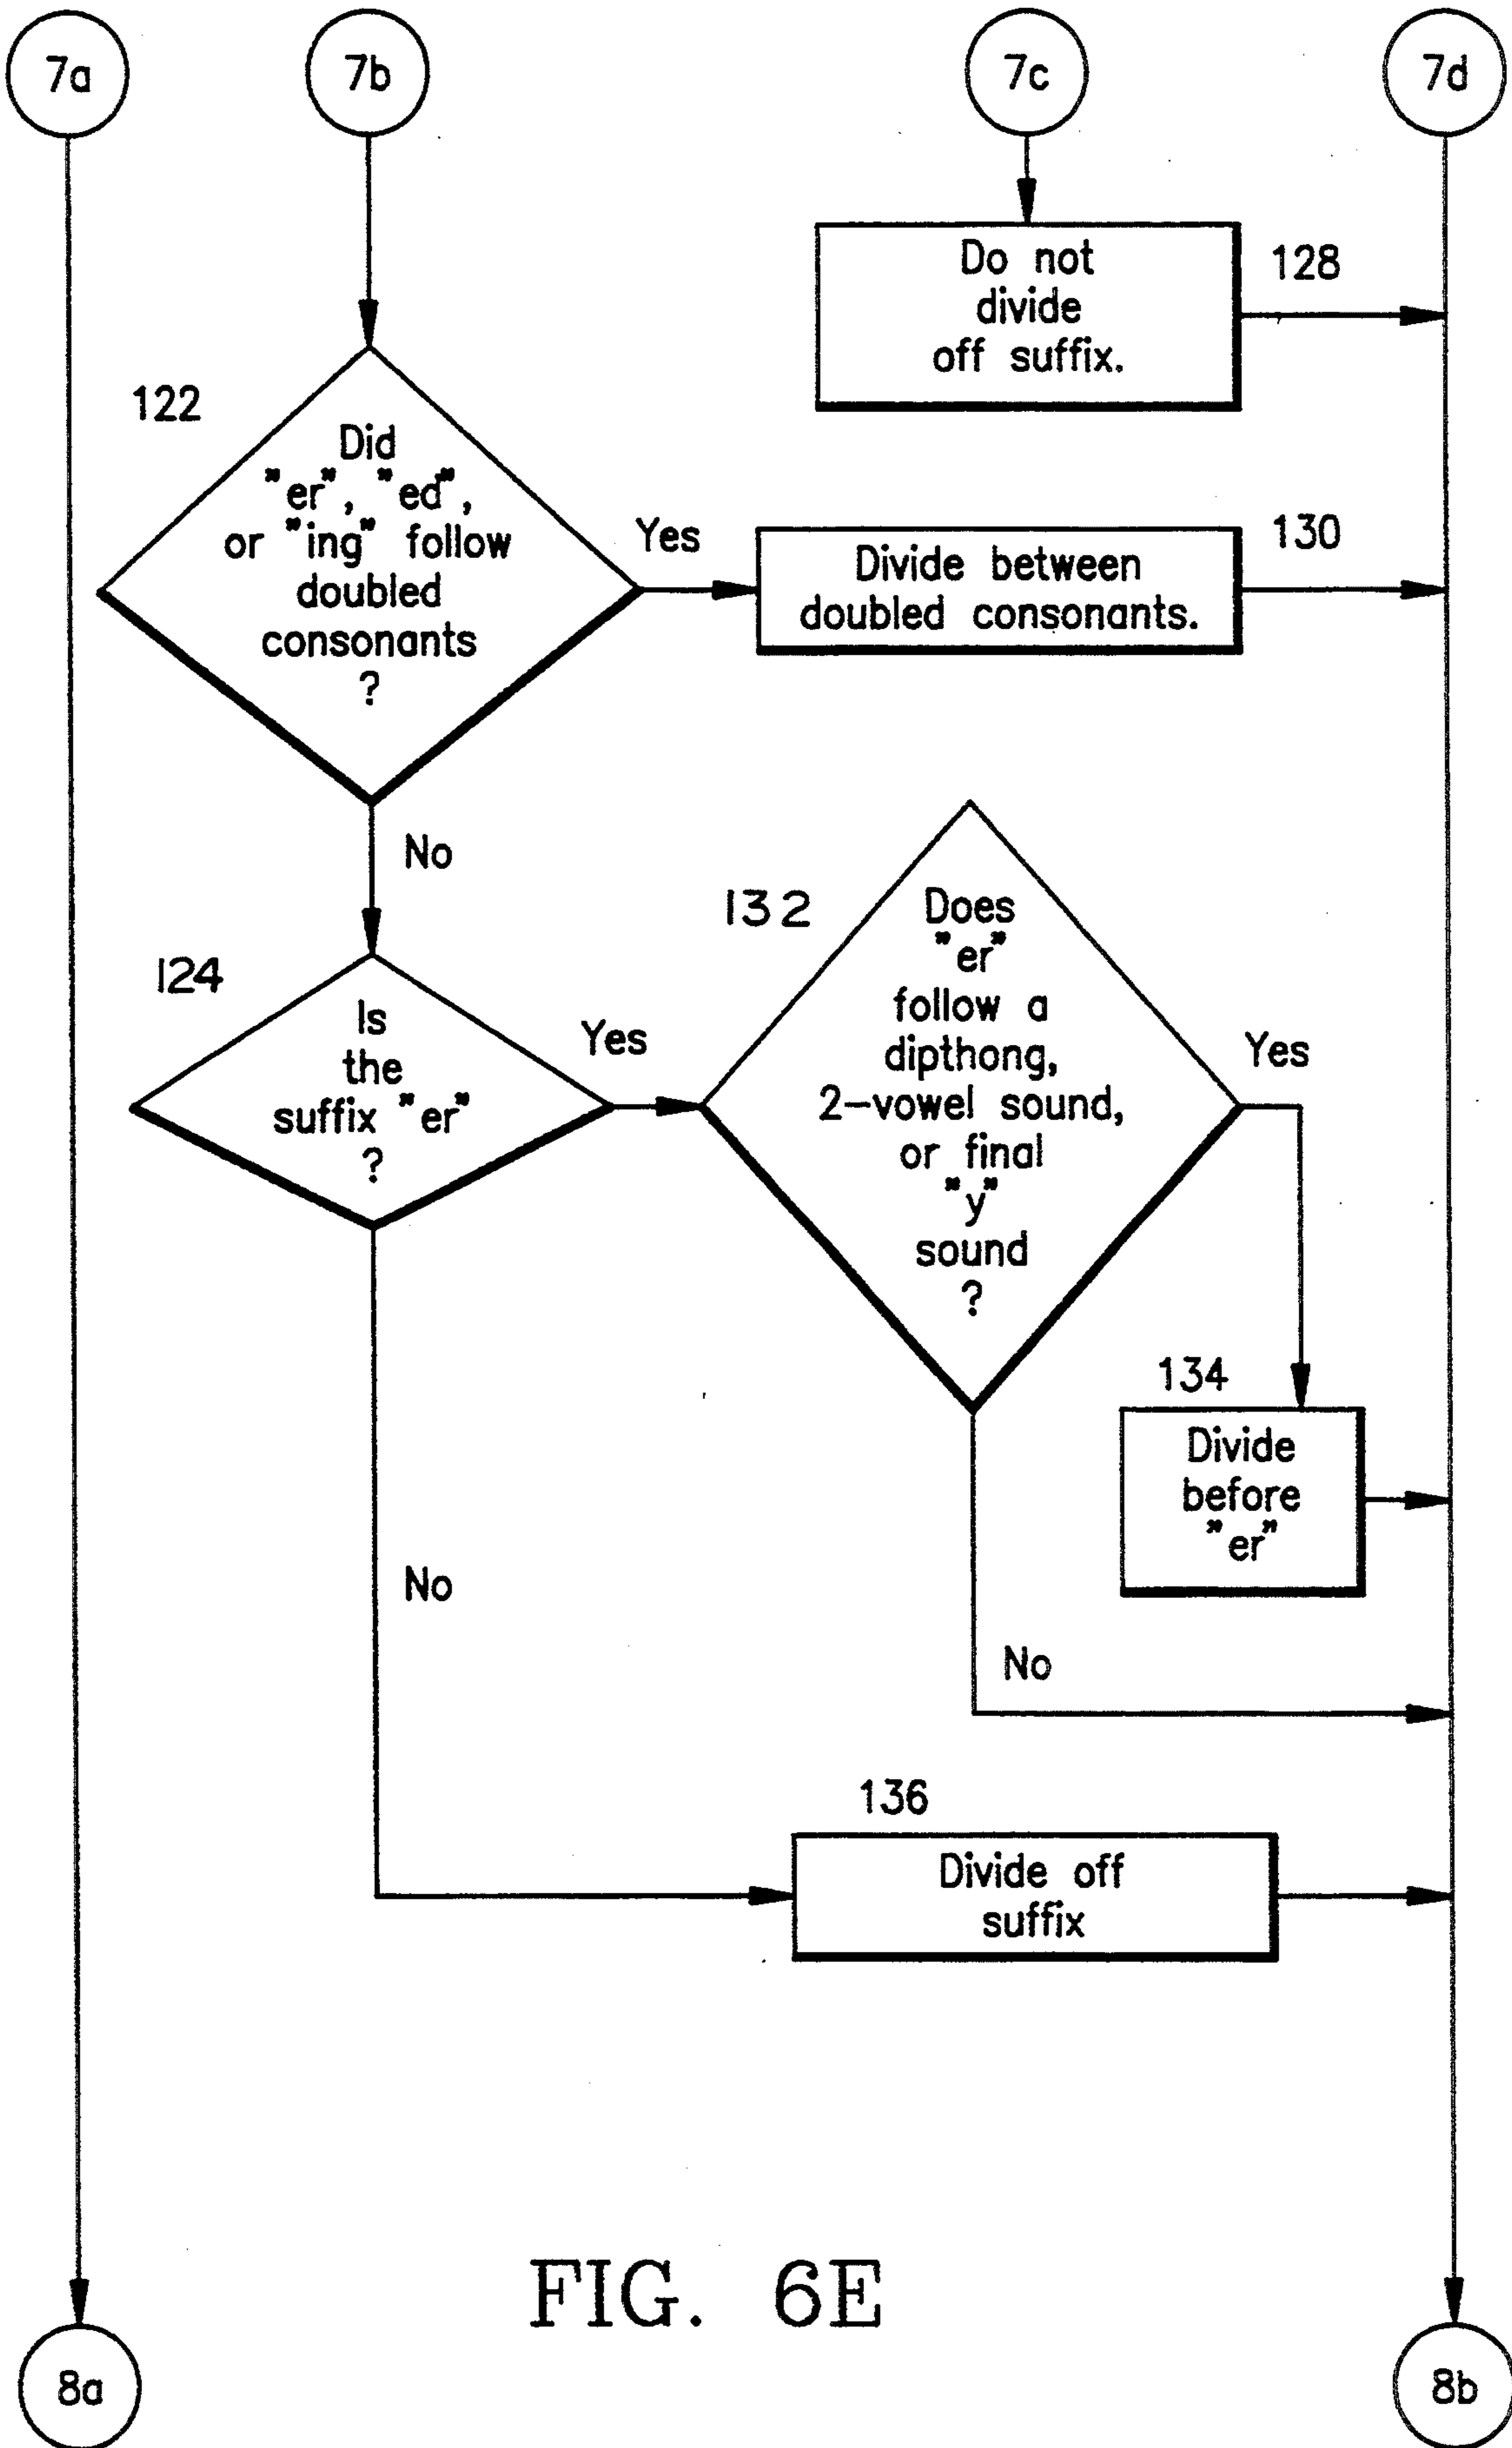 7a
7b
7c
7d
Do not
divide
off suffix.
128
122
Did
"er", "ed",
or "ing" follow
doubled
consonants
?
Yes
Divide between
doubled consonants.
130
No
124
Is
the
suffix "er"
?
Yes
132
Does
"er"
follow a
dipthong,
2-vowel sound,
or final
"y"
sound
?
Yes
134
Divide
before
"er"
No
No
136
Divide off
suffix
FIG. 6E
8a
8b